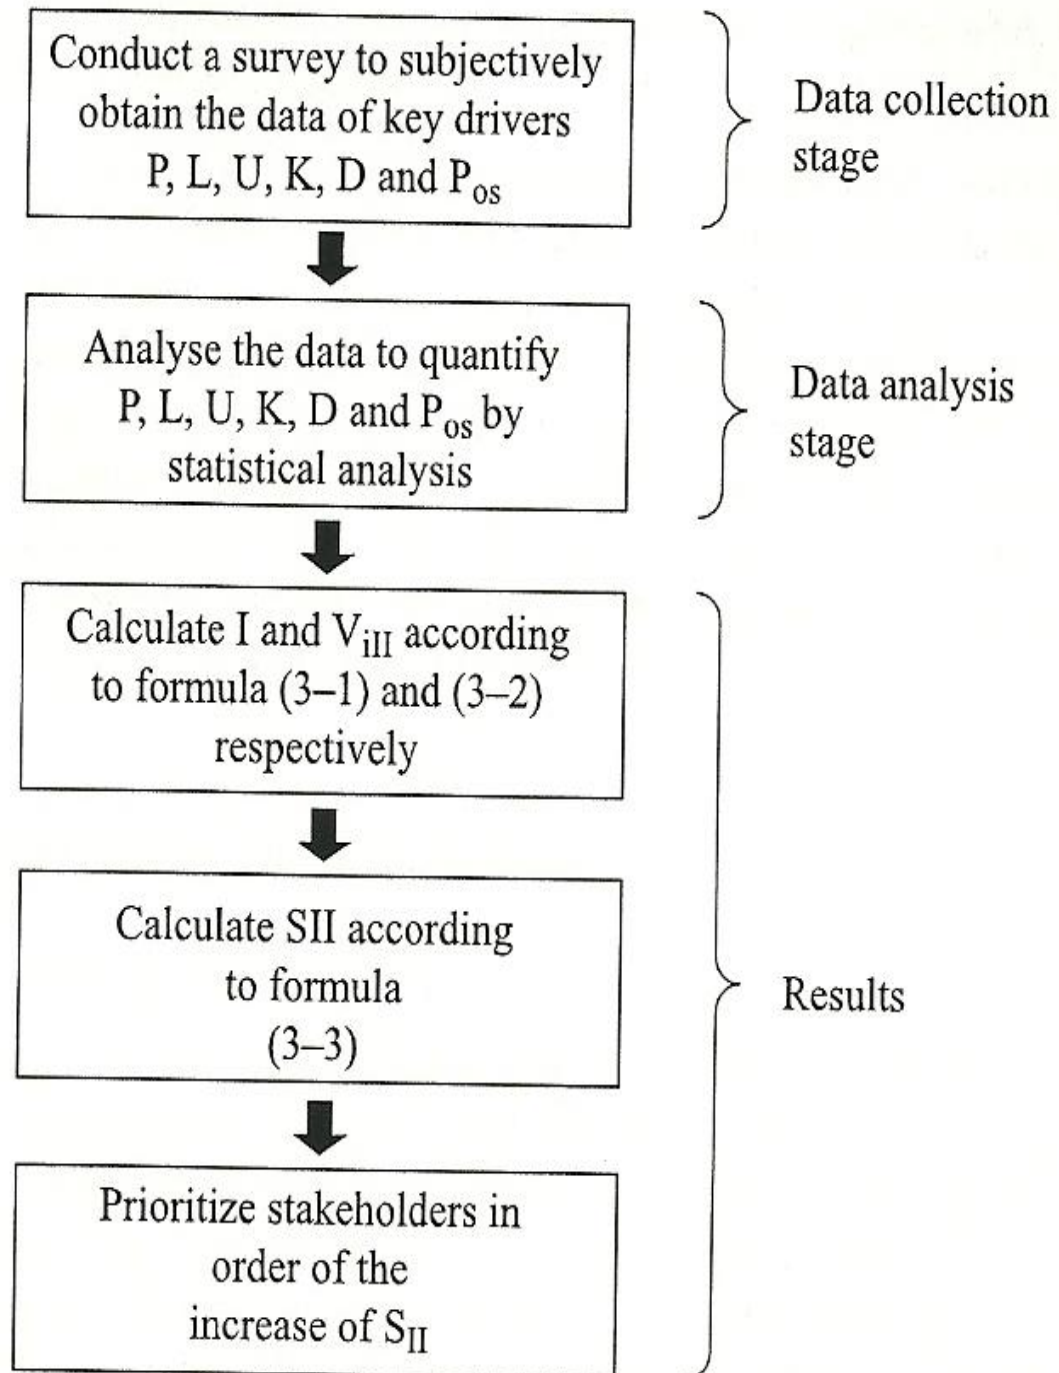 Conduct a survey to subjectively
obtain the data of key drivers
P, L, U, K, D and Pos
Data collection
stage
Analyse the data to quantify
P, L, U, K, D and Pos by
statistical analysis
Data analysis
stage
Calculate I and ViII according
to formula (3–1) and (3–2)
respectively
Calculate SII according
to formula
(3–3)
Prioritize stakeholders in
order of the
increase of SII
Results